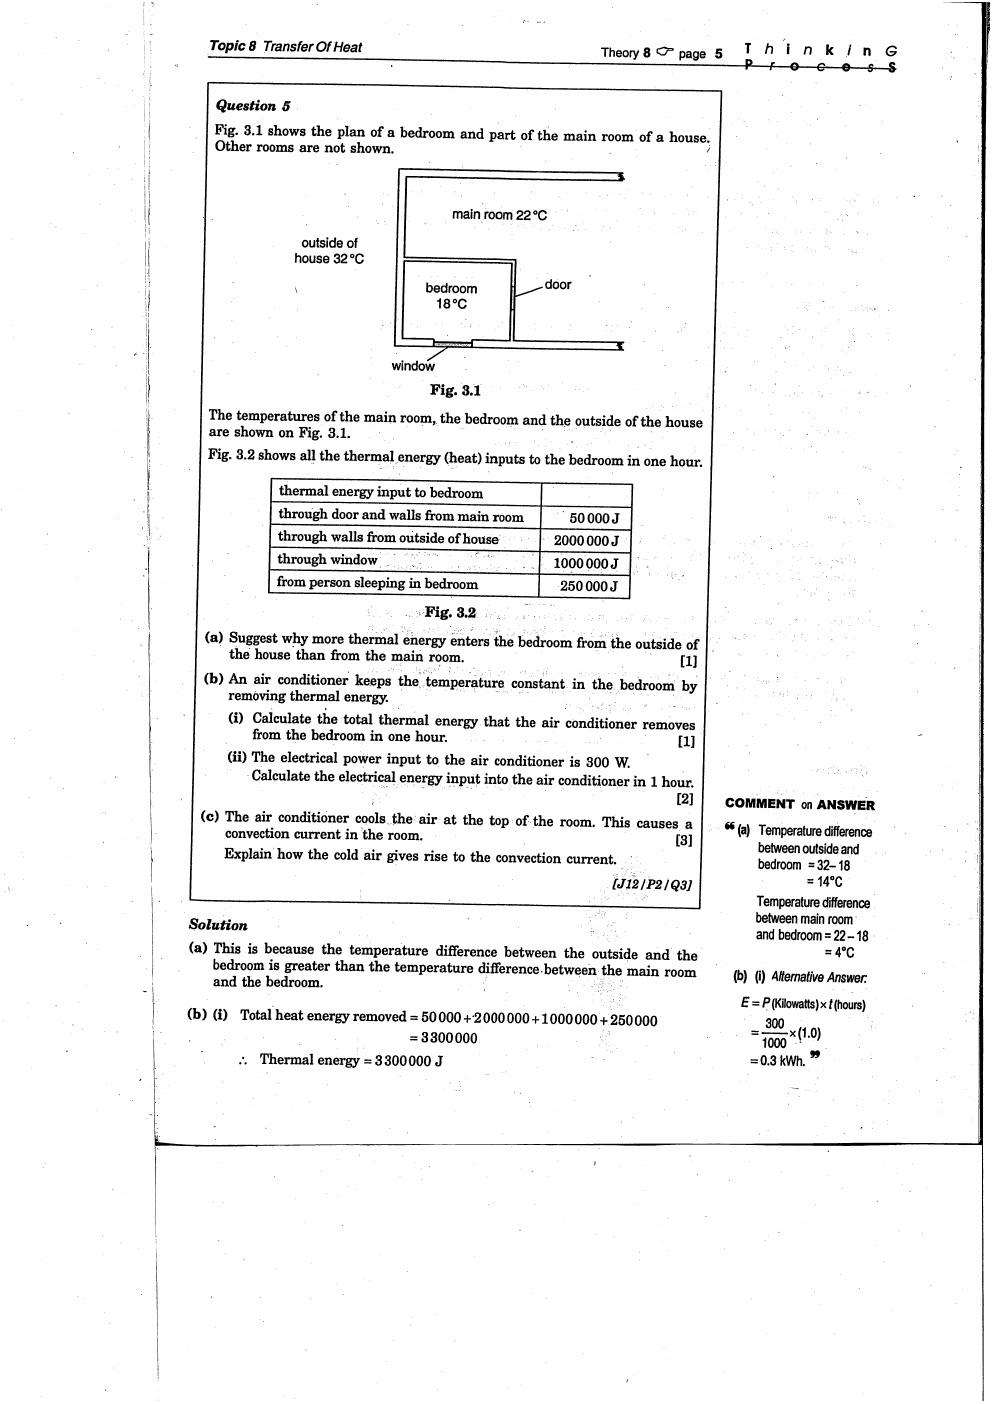 Topic 8 Transfer Of Heat
Theory 8 ☞ page 5
T h i n k i n G
P r o c e s S
Question 5
Fig. 3.1 shows the plan of a bedroom and part of the main room of a house.
Other rooms are not shown.
main room 22 °C
outside of
house 32 °C
bedroom
18 °C
door
window
Fig. 3.1
The temperatures of the main room, the bedroom and the outside of the house
are shown on Fig. 3.1.
Fig. 3.2 shows all the thermal energy (heat) inputs to the bedroom in one hour.
thermal energy input to bedroom
through door and walls from main room 50 000 J
through walls from outside of house 2000 000 J
through window 1000 000 J
from person sleeping in bedroom 250 000 J
Fig. 3.2
(a) Suggest why more thermal energy enters the bedroom from the outside of
the house than from the main room. [1]
(b) An air conditioner keeps the temperature constant in the bedroom by
removing thermal energy.
(i) Calculate the total thermal energy that the air conditioner removes
from the bedroom in one hour. [1]
(ii) The electrical power input to the air conditioner is 300 W.
Calculate the electrical energy input into the air conditioner in 1 hour.
[2]
(c) The air conditioner cools the air at the top of the room. This causes a
convection current in the room. [3]
Explain how the cold air gives rise to the convection current.
[J12/P2/Q3]
Solution
(a) This is because the temperature difference between the outside and the
bedroom is greater than the temperature difference between the main room
and the bedroom.
(b) (i) Total heat energy removed = 50 000 + 2 000 000 + 1 000 000 + 250 000
= 3 300 000
∴ Thermal energy = 3 300 000 J
COMMENT on ANSWER
“ (a) Temperature difference
between outside and
bedroom = 32 – 18
= 14°C
Temperature difference
between main room
and bedroom = 22 – 18
= 4°C
(b) (i) Alternative Answer:
E = P (Kilowatts) × t (hours)
= 300/1000 × (1.0)
= 0.3 kWh. ”